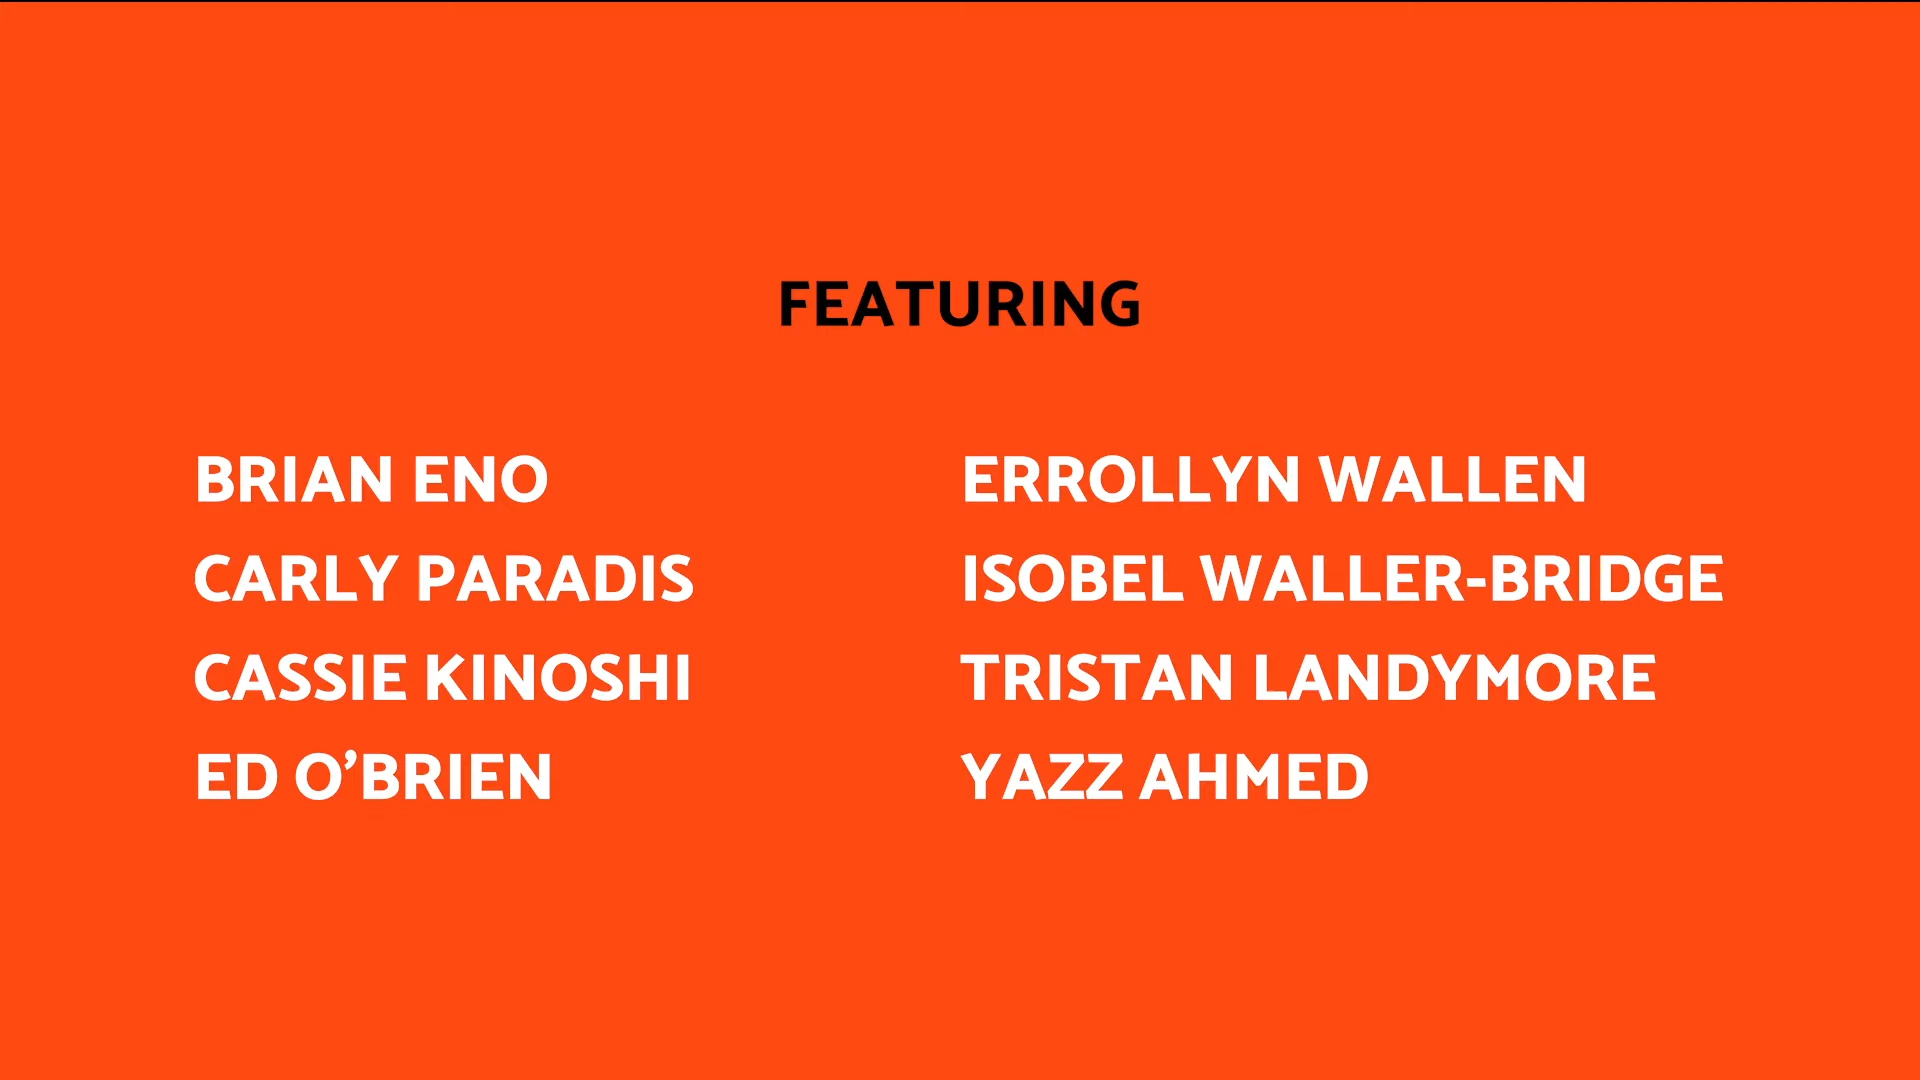 FEATURING
BRIAN ENO
CARLY PARADIS
CASSIE KINOSHI
ED O’BRIEN
ERROLLYN WALLEN
ISOBEL WALLER-BRIDGE
TRISTAN LANDYMORE
YAZZ AHMED